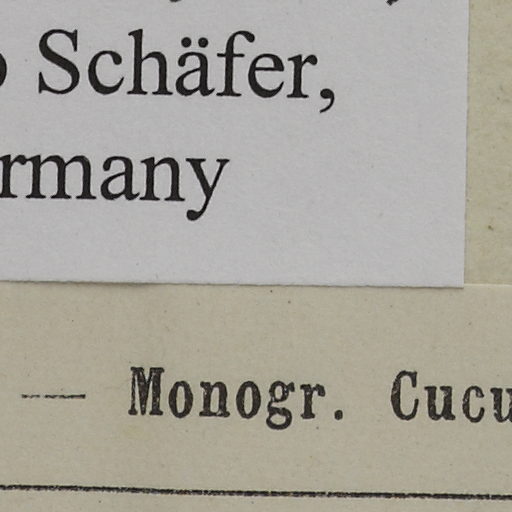 Schäfer,
rmany
— Monogr. Cucu